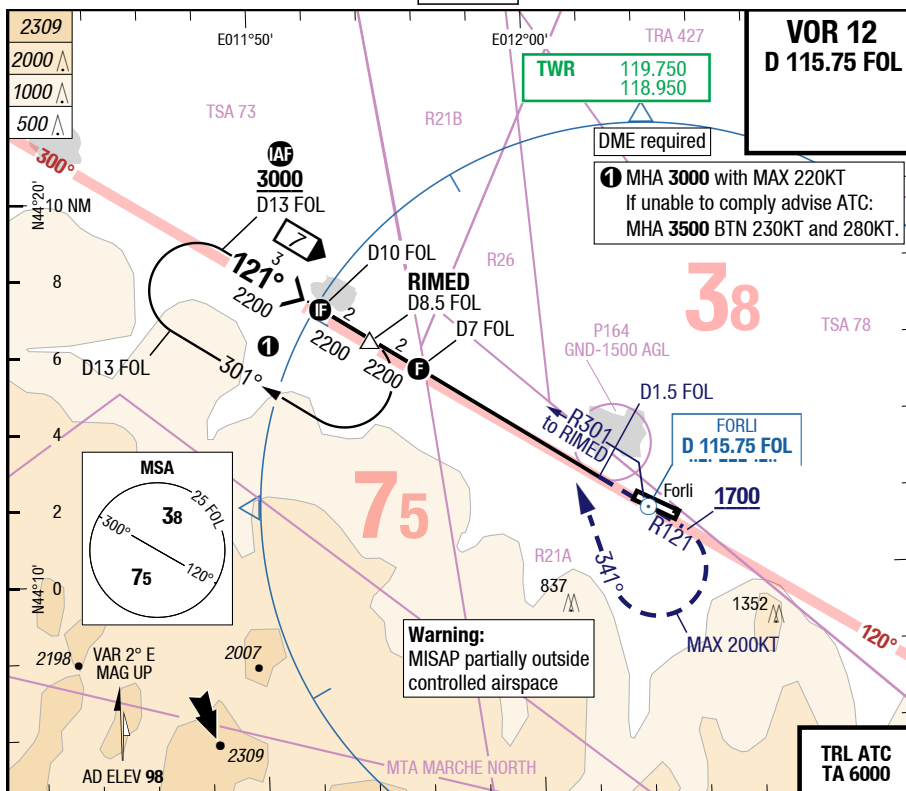 2309
2000
1000
500
E011°50'
E012°00'
TRA 427
VOR 12
D 115.75 FOL
TWR 119.750
118.950
TSA 73
R21B
DME required
300°
IAF
3000
D13 FOL
1 MHA 3000 with MAX 220KT
If unable to comply advise ATC:
MHA 3500 BTN 230KT and 280KT.
N44°20'
10 NM
7
3
121°
2200
D10 FOL
R26
8
RIMED
D8.5 FOL
38
IF
2
2200
D7 FOL
P164
GND-1500 AGL
TSA 78
1
2
2200
F
6
D13 FOL
301°
D1.5 FOL
R301
to RIMED
FORLI
D 115.75 FOL
4
MSA
25 FOL
38
300°
120°
75
75
Forli
1700
R121
2
341°
R21A
837
1352
0
N44°10'
MAX 200KT
120°
Warning:
MISAP partially outside
controlled airspace
2198
VAR 2° E
MAG UP
2007
2309
AD ELEV 98
MTA MARCHE NORTH
TRL ATC
TA 6000